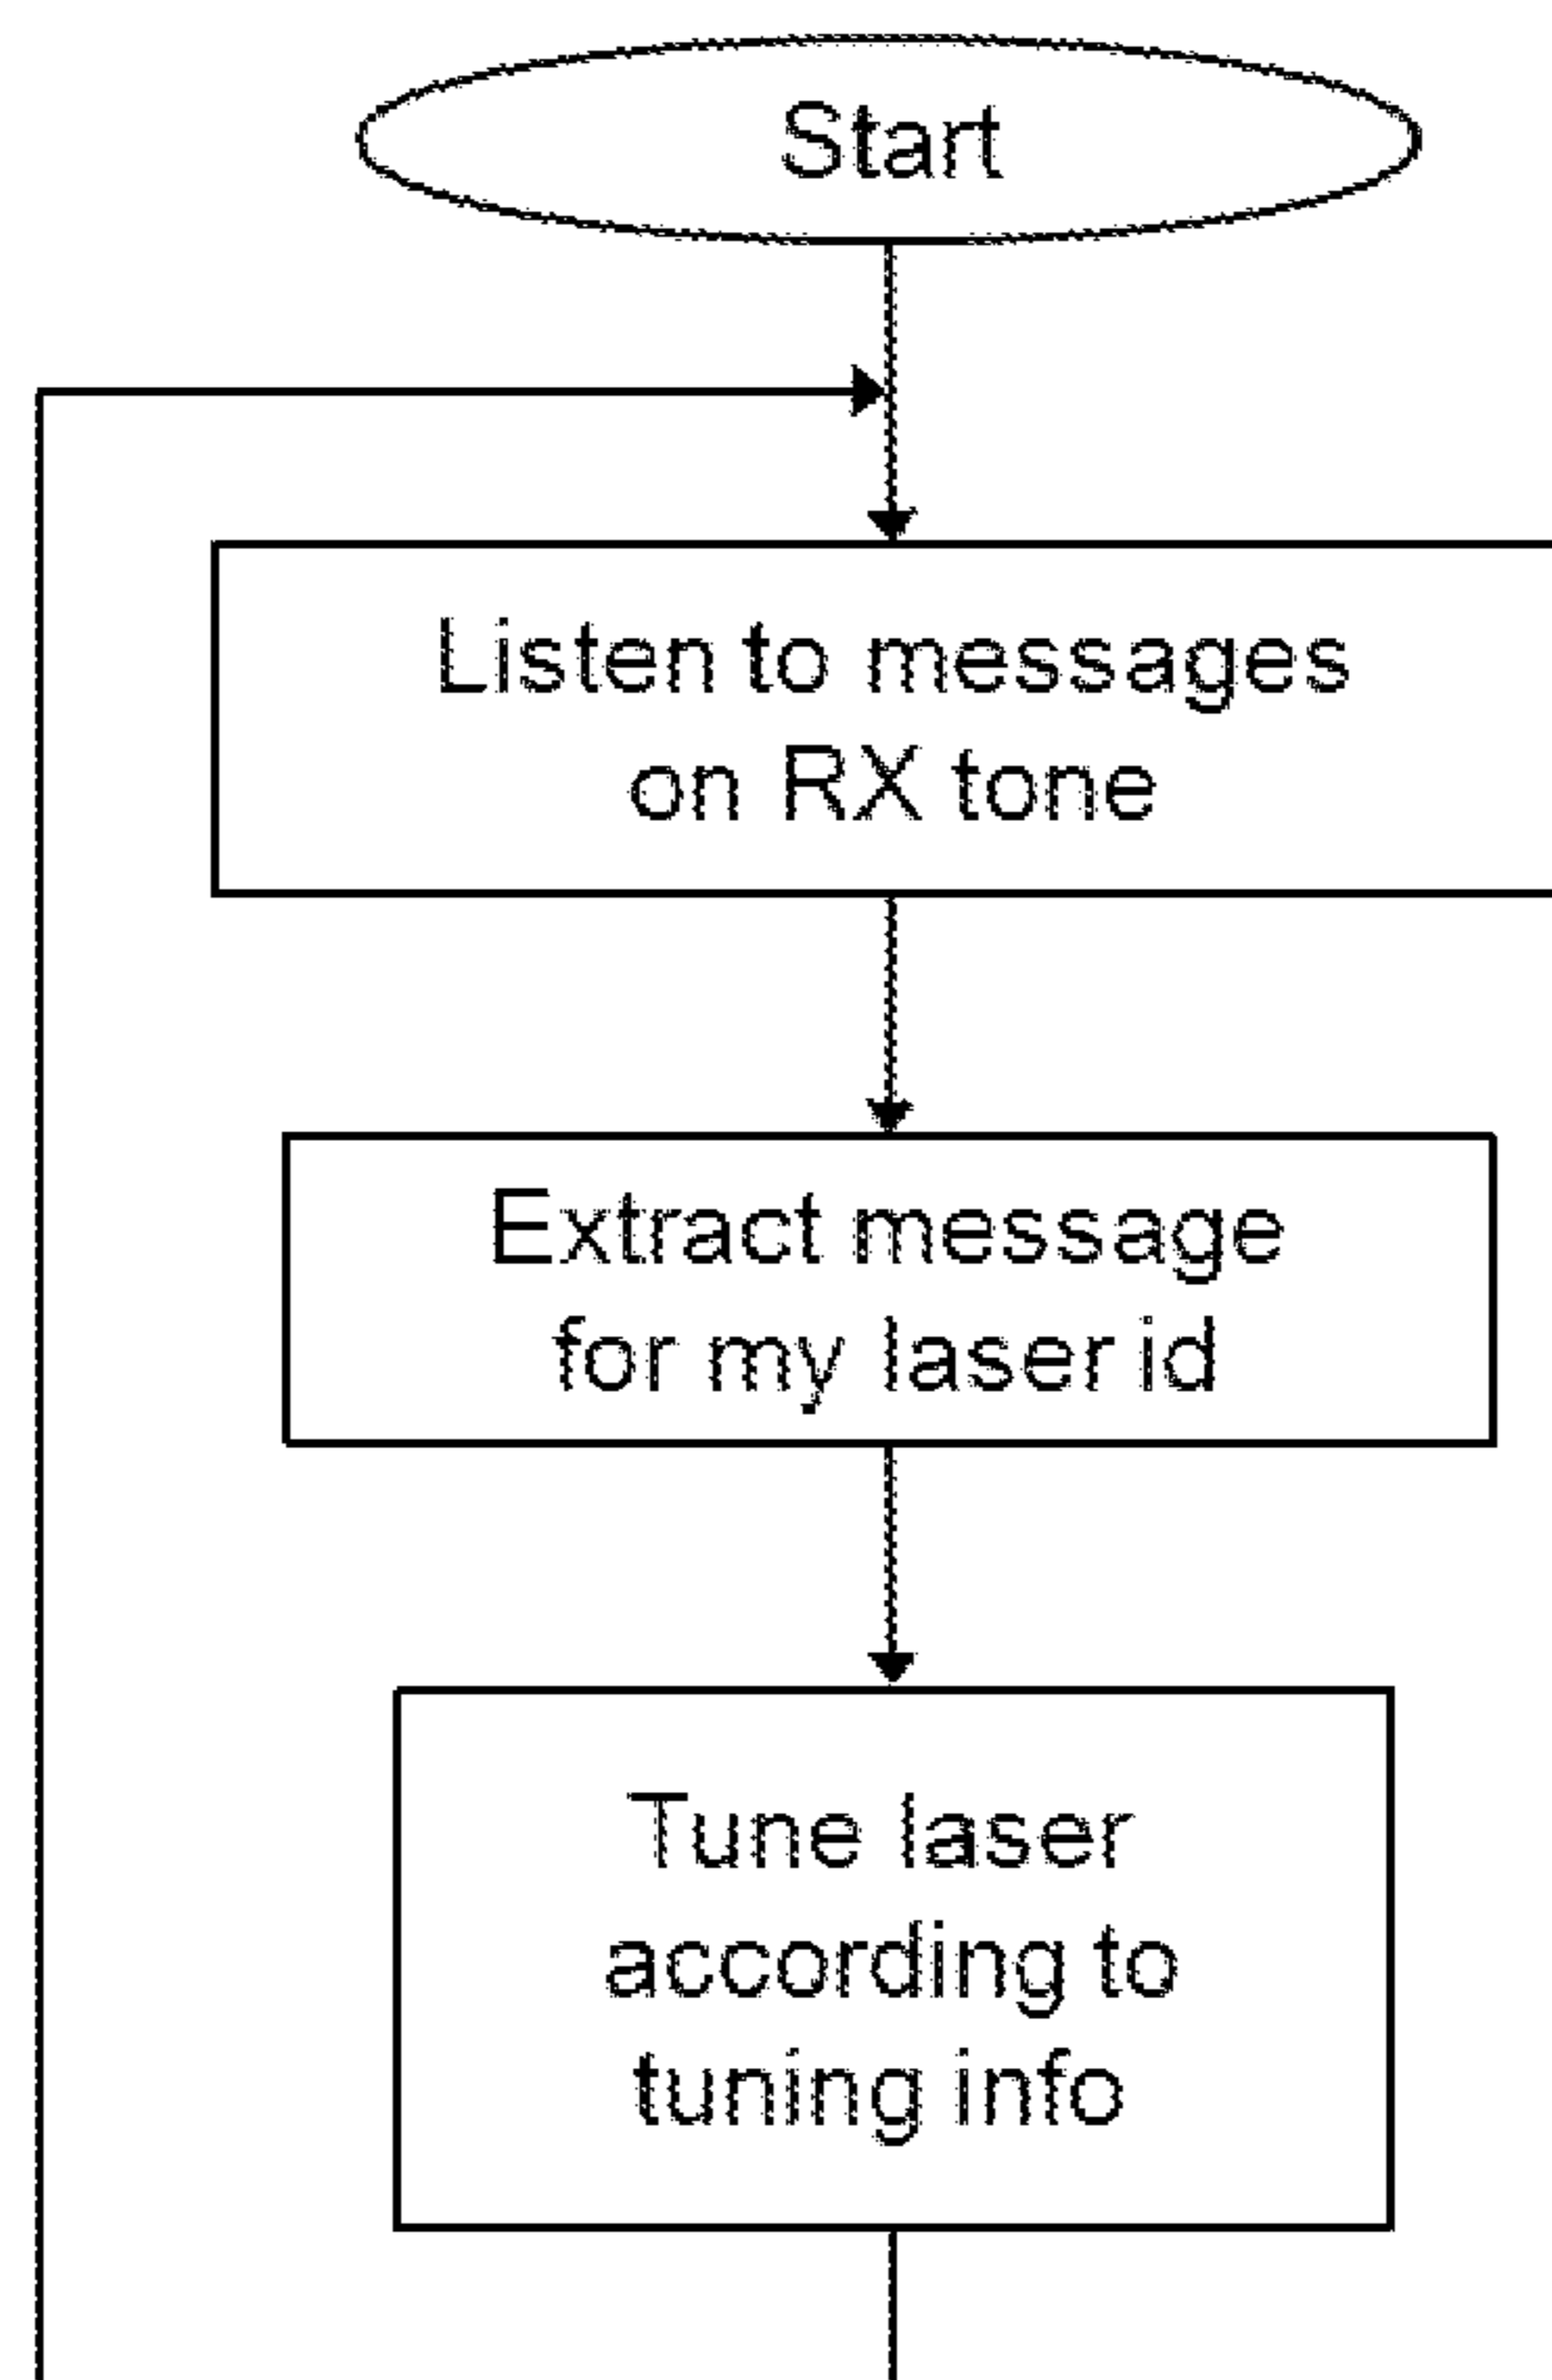 Start
Listen to messages
on RX tone
Extract message
for my laser id
Tune laser
according to
tuning info